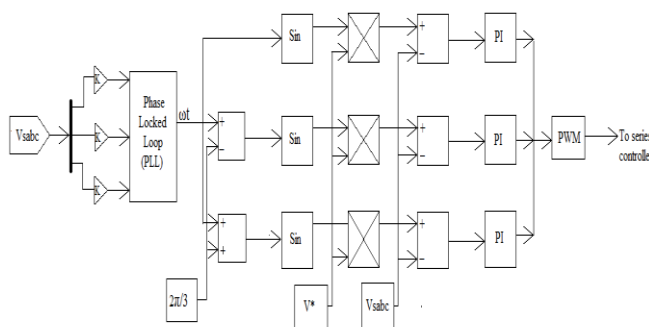 Vsabc
K
K
K
Phase
Locked
Loop
(PLL)
ωt
+
−
+
+
2π/3
Sin
Sin
Sin
V*
Vsabc
+
−
+
−
+
−
PI
PI
PI
PWM
To series
controlle